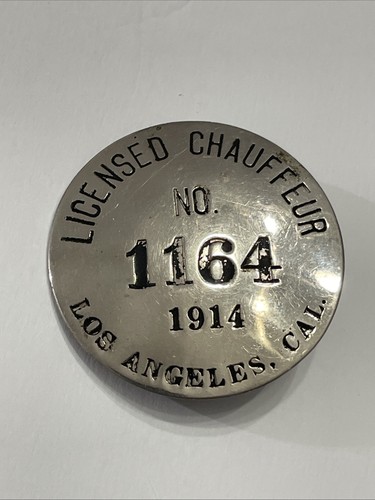 LICENSED CHAUFFEUR
NO.
1164
1914
LOS ANGELES, CAL.